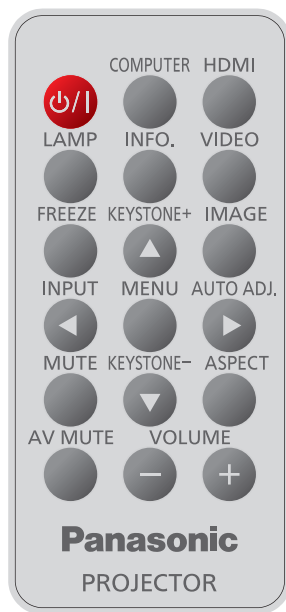 COMPUTER HDMI
⏻/I
LAMP INFO. VIDEO
FREEZE KEYSTONE+ IMAGE
INPUT MENU AUTO ADJ.
MUTE KEYSTONE− ASPECT
AV MUTE VOLUME
− +
Panasonic
PROJECTOR